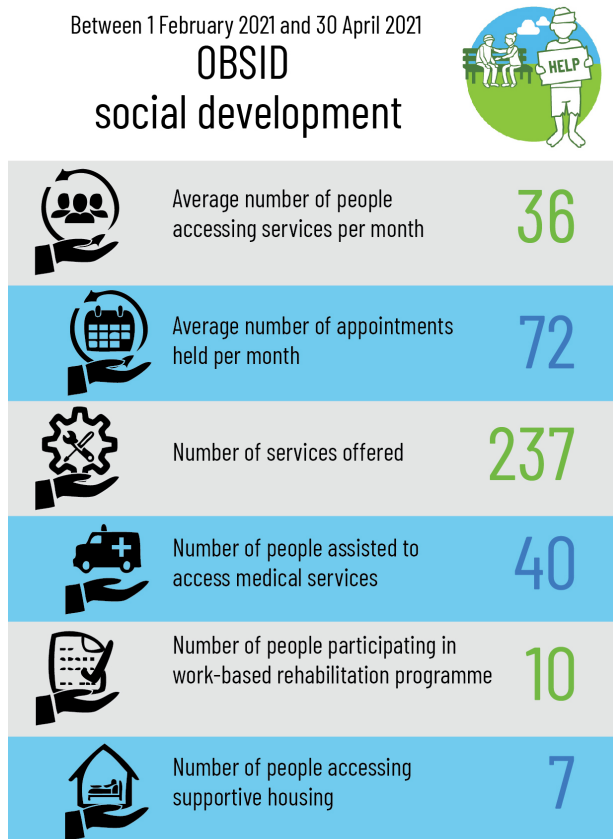 Between 1 February 2021 and 30 April 2021
OBSID
social development
HELP
Average number of people
accessing services per month
36
Average number of appointments
held per month
72
Number of services offered
237
Number of people assisted to
access medical services
40
Number of people participating in
work-based rehabilitation programme
10
Number of people accessing
supportive housing
7